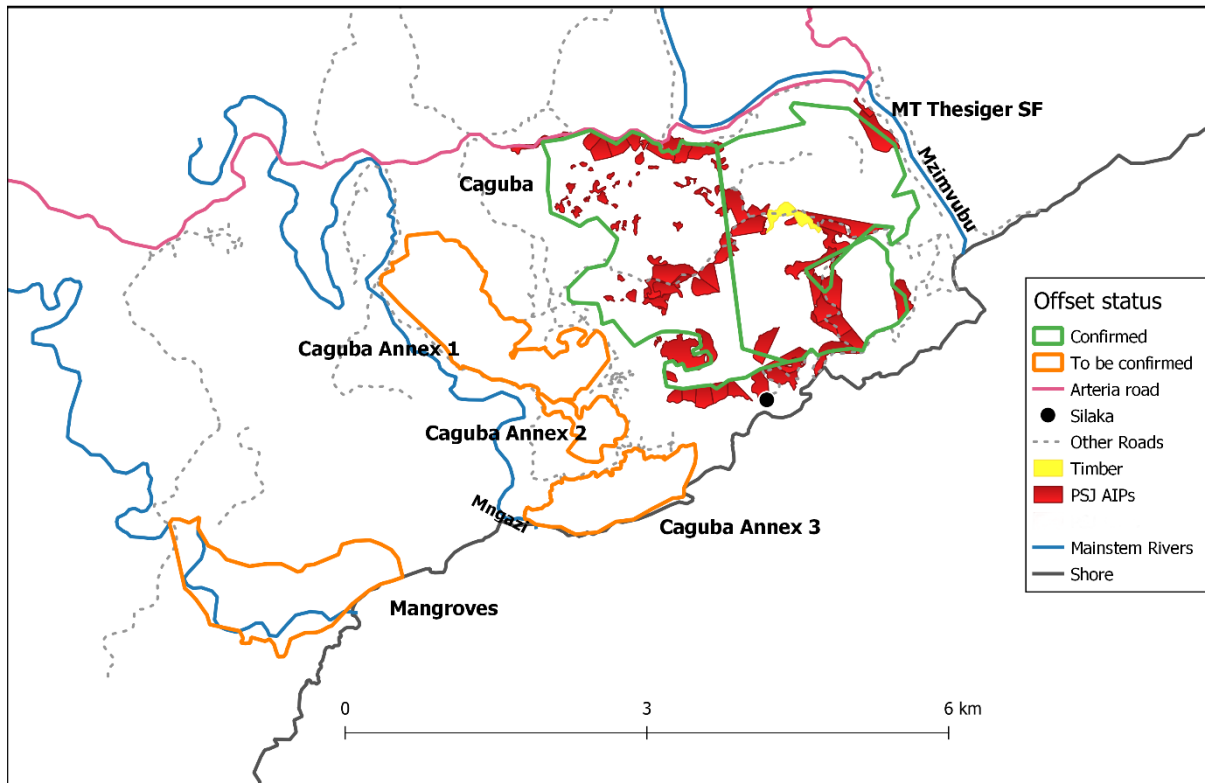 MT Thesiger SF
Mzimvubu
Caguba
Caguba Annex 1
Caguba Annex 2
Mngazi
Caguba Annex 3
Mangroves
Offset status
Confirmed
To be confirmed
Arteria road
Silaka
Other Roads
Timber
PSJ AIPs
Mainstem Rivers
Shore
0 3 6 km